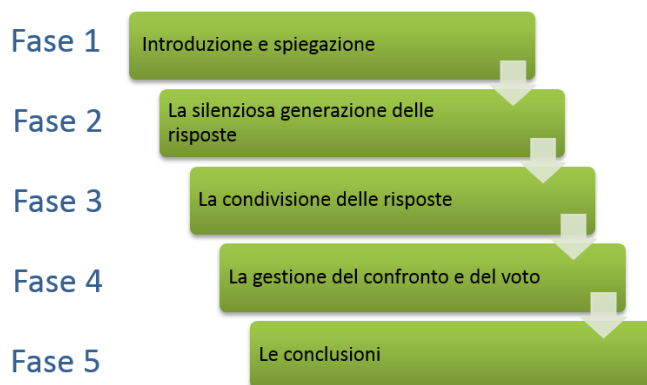 Fase 1
Introduzione e spiegazione
Fase 2
La silenziosa generazione delle
risposte
Fase 3
La condivisione delle risposte
Fase 4
La gestione del confronto e del voto
Fase 5
Le conclusioni